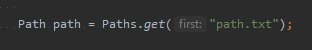 Path path = Paths.get( first: "path.txt");